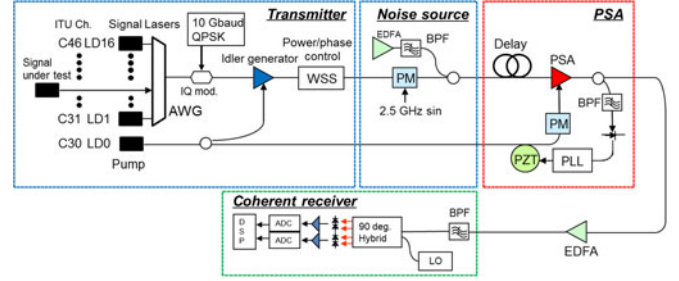 Transmitter
Noise source
PSA
ITU Ch.
Signal Lasers
10 Gbaud
QPSK
C46 LD16
Signal
under test
C31 LD1
C30 LD0
Pump
AWG
IQ mod.
Idler generator
Power/phase
control
WSS
EDFA
BPF
PM
2.5 GHz sin
Delay
PSA
BPF
PM
PZT
PLL
Coherent receiver
D
S
P
ADC
ADC
90 deg.
Hybrid
LO
BPF
EDFA